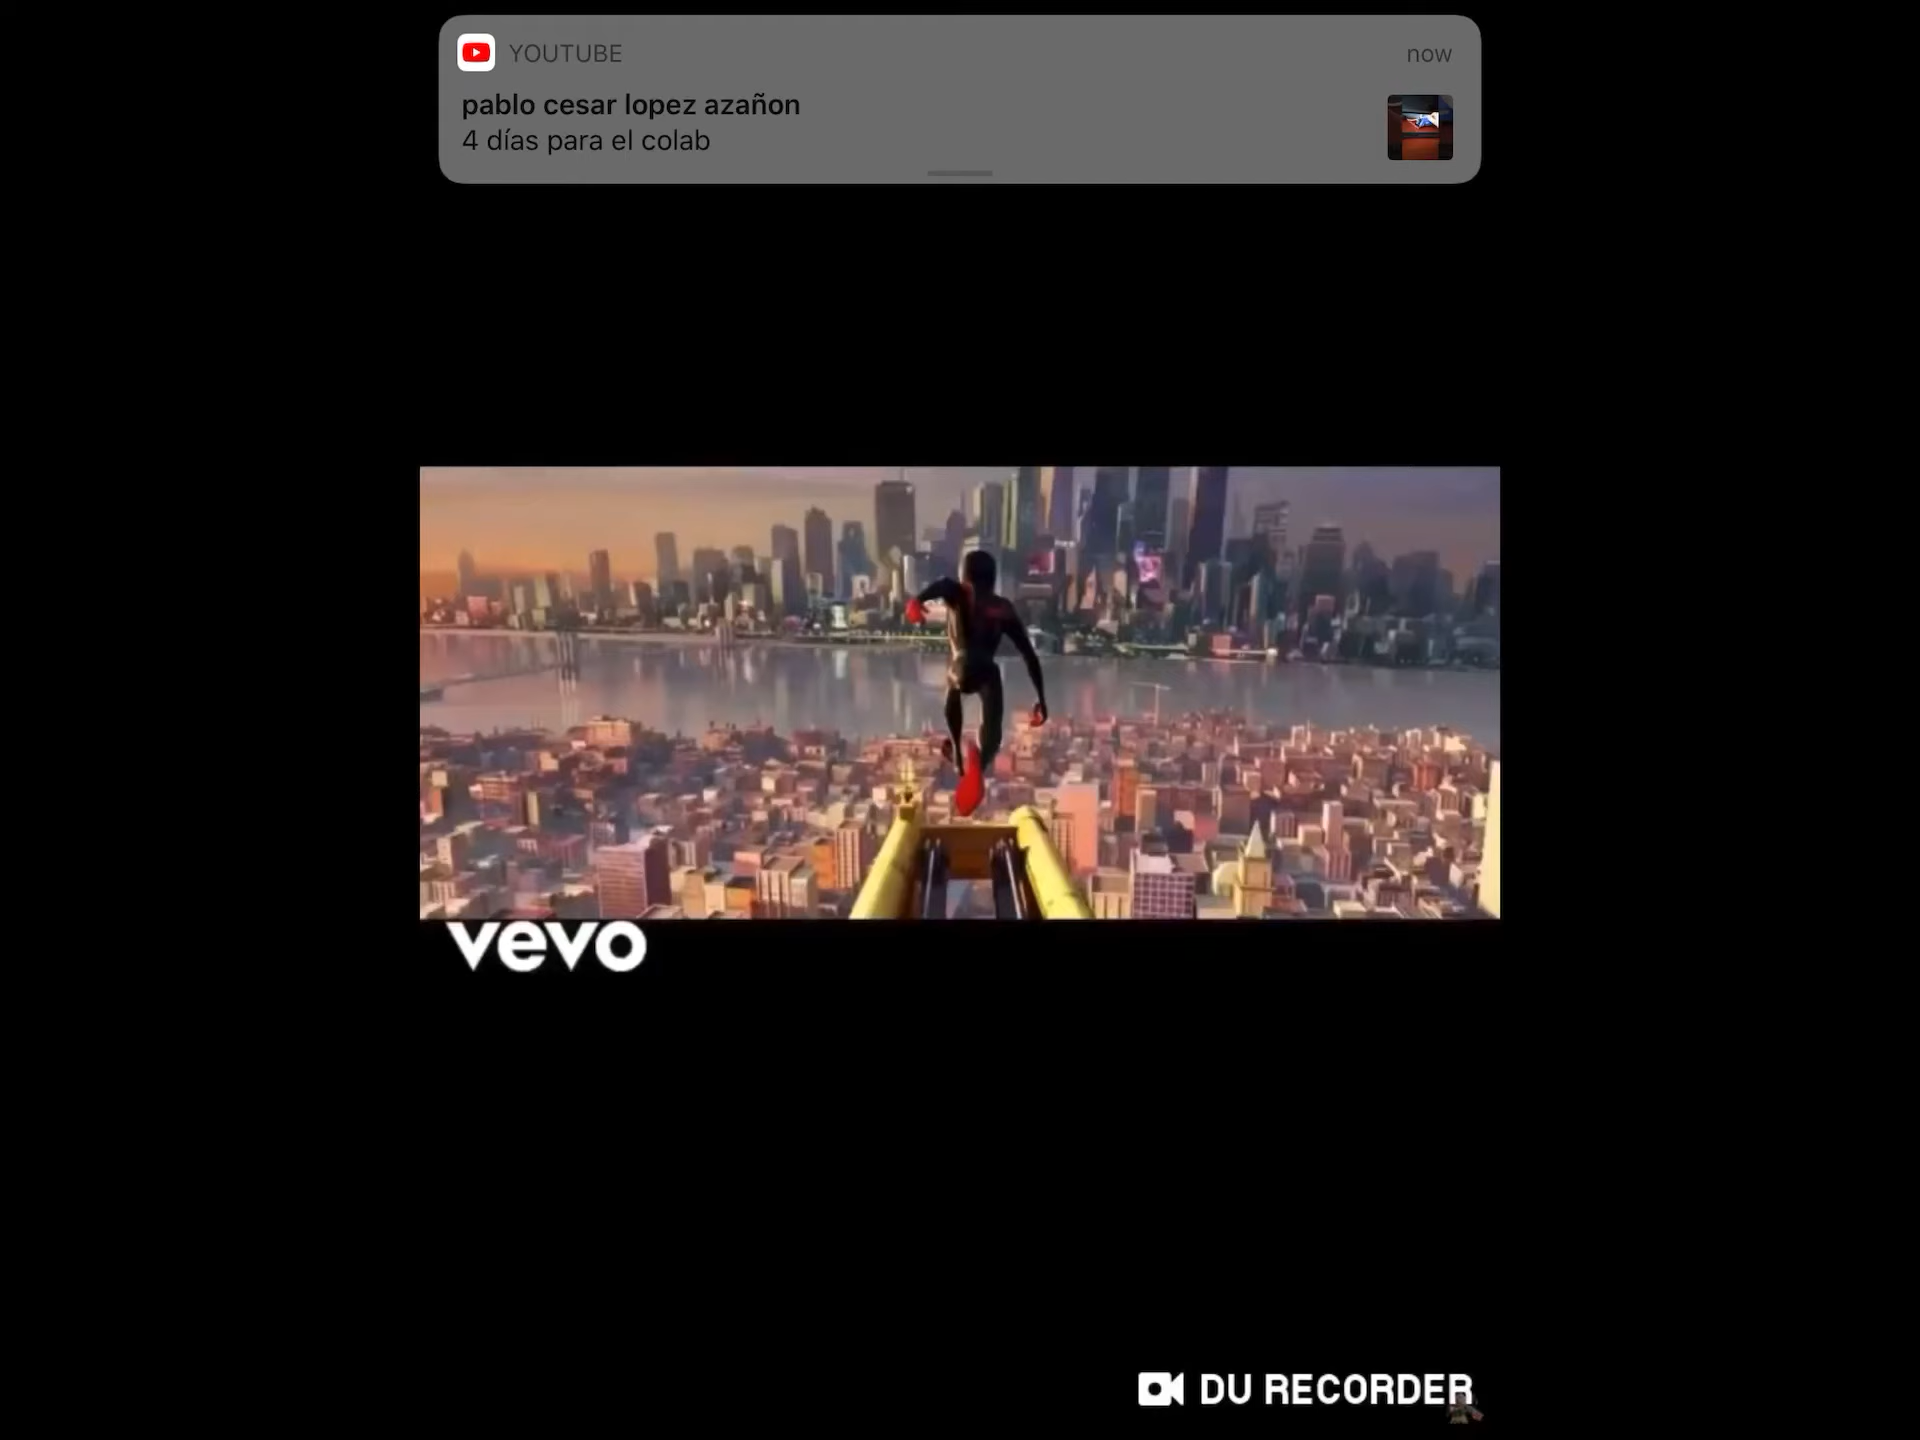 YOUTUBE
now
pablo cesar lopez azañon
4 días para el colab
vevo
DU RECORDER